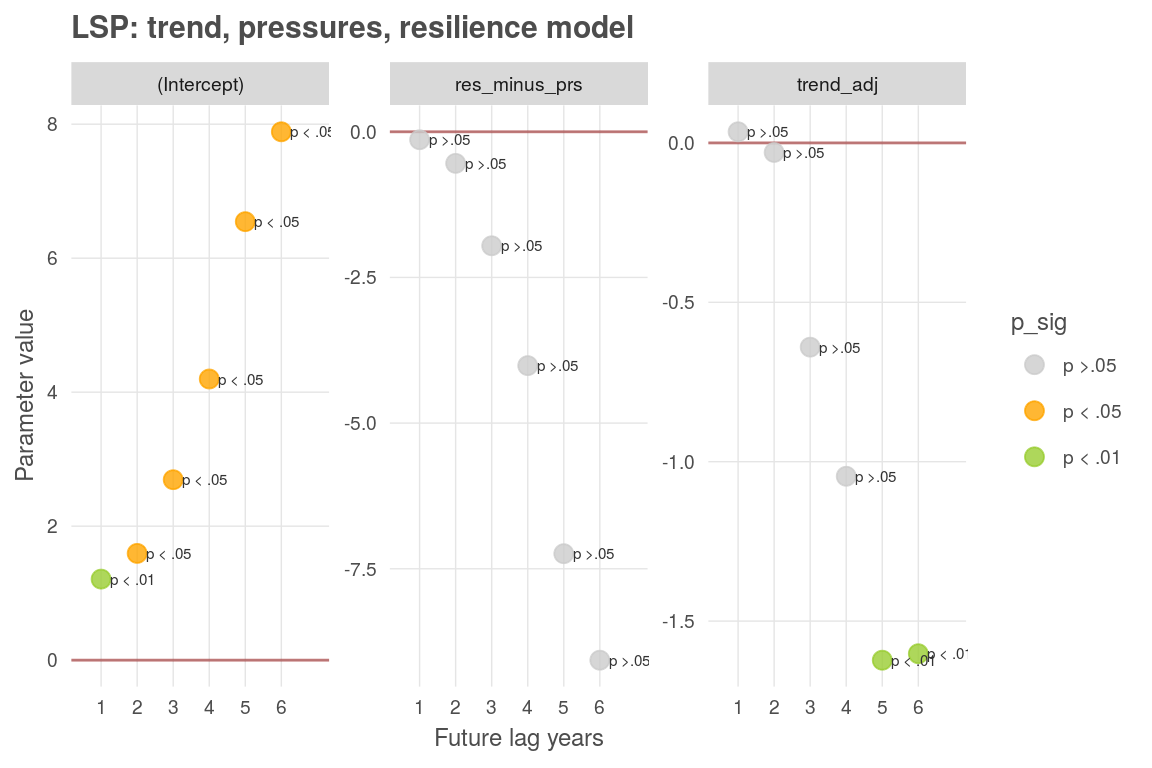 LSP: trend, pressures, resilience model
(Intercept)
res_minus_prs
trend_adj
Parameter value
8
6
4
2
0
p < .01
p < .05
p < .05
p < .05
p < .05
p < .05
1 2 3 4 5 6
0.0
-2.5
-5.0
-7.5
p >.05
p >.05
p >.05
p >.05
p >.05
p >.05
1 2 3 4 5 6
0.0
-0.5
-1.0
-1.5
p >.05
p >.05
p >.05
p >.05
p < .01
p < .01
1 2 3 4 5 6
Future lag years
p_sig
p >.05
p < .05
p < .01